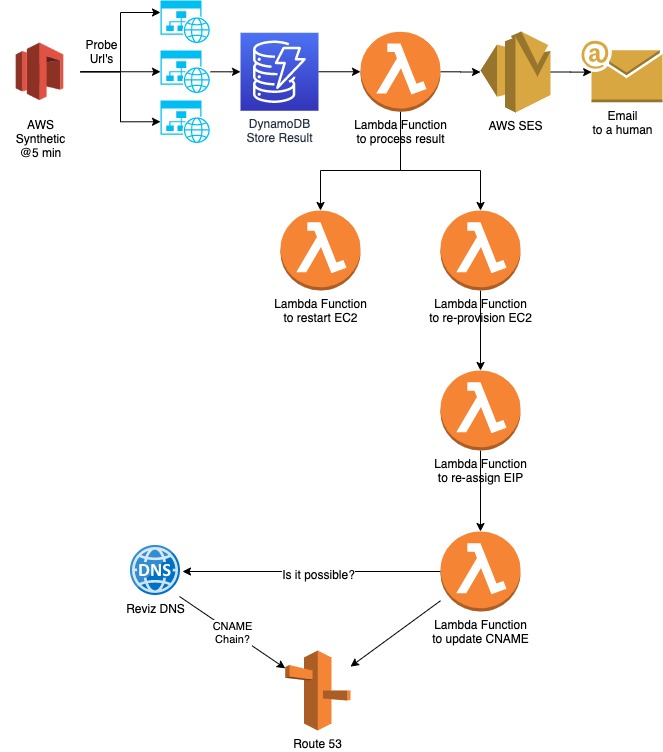 Probe
Url's
AWS
Synthetic
@5 min
DynamoDB
Store Result
Lambda Function
to process result
AWS SES
@
Email
to a human
Lambda Function
to restart EC2
Lambda Function
to re-provision EC2
Lambda Function
to re-assign EIP
DNS
Reviz DNS
Is it possible?
Lambda Function
to update CNAME
CNAME
Chain?
Route 53